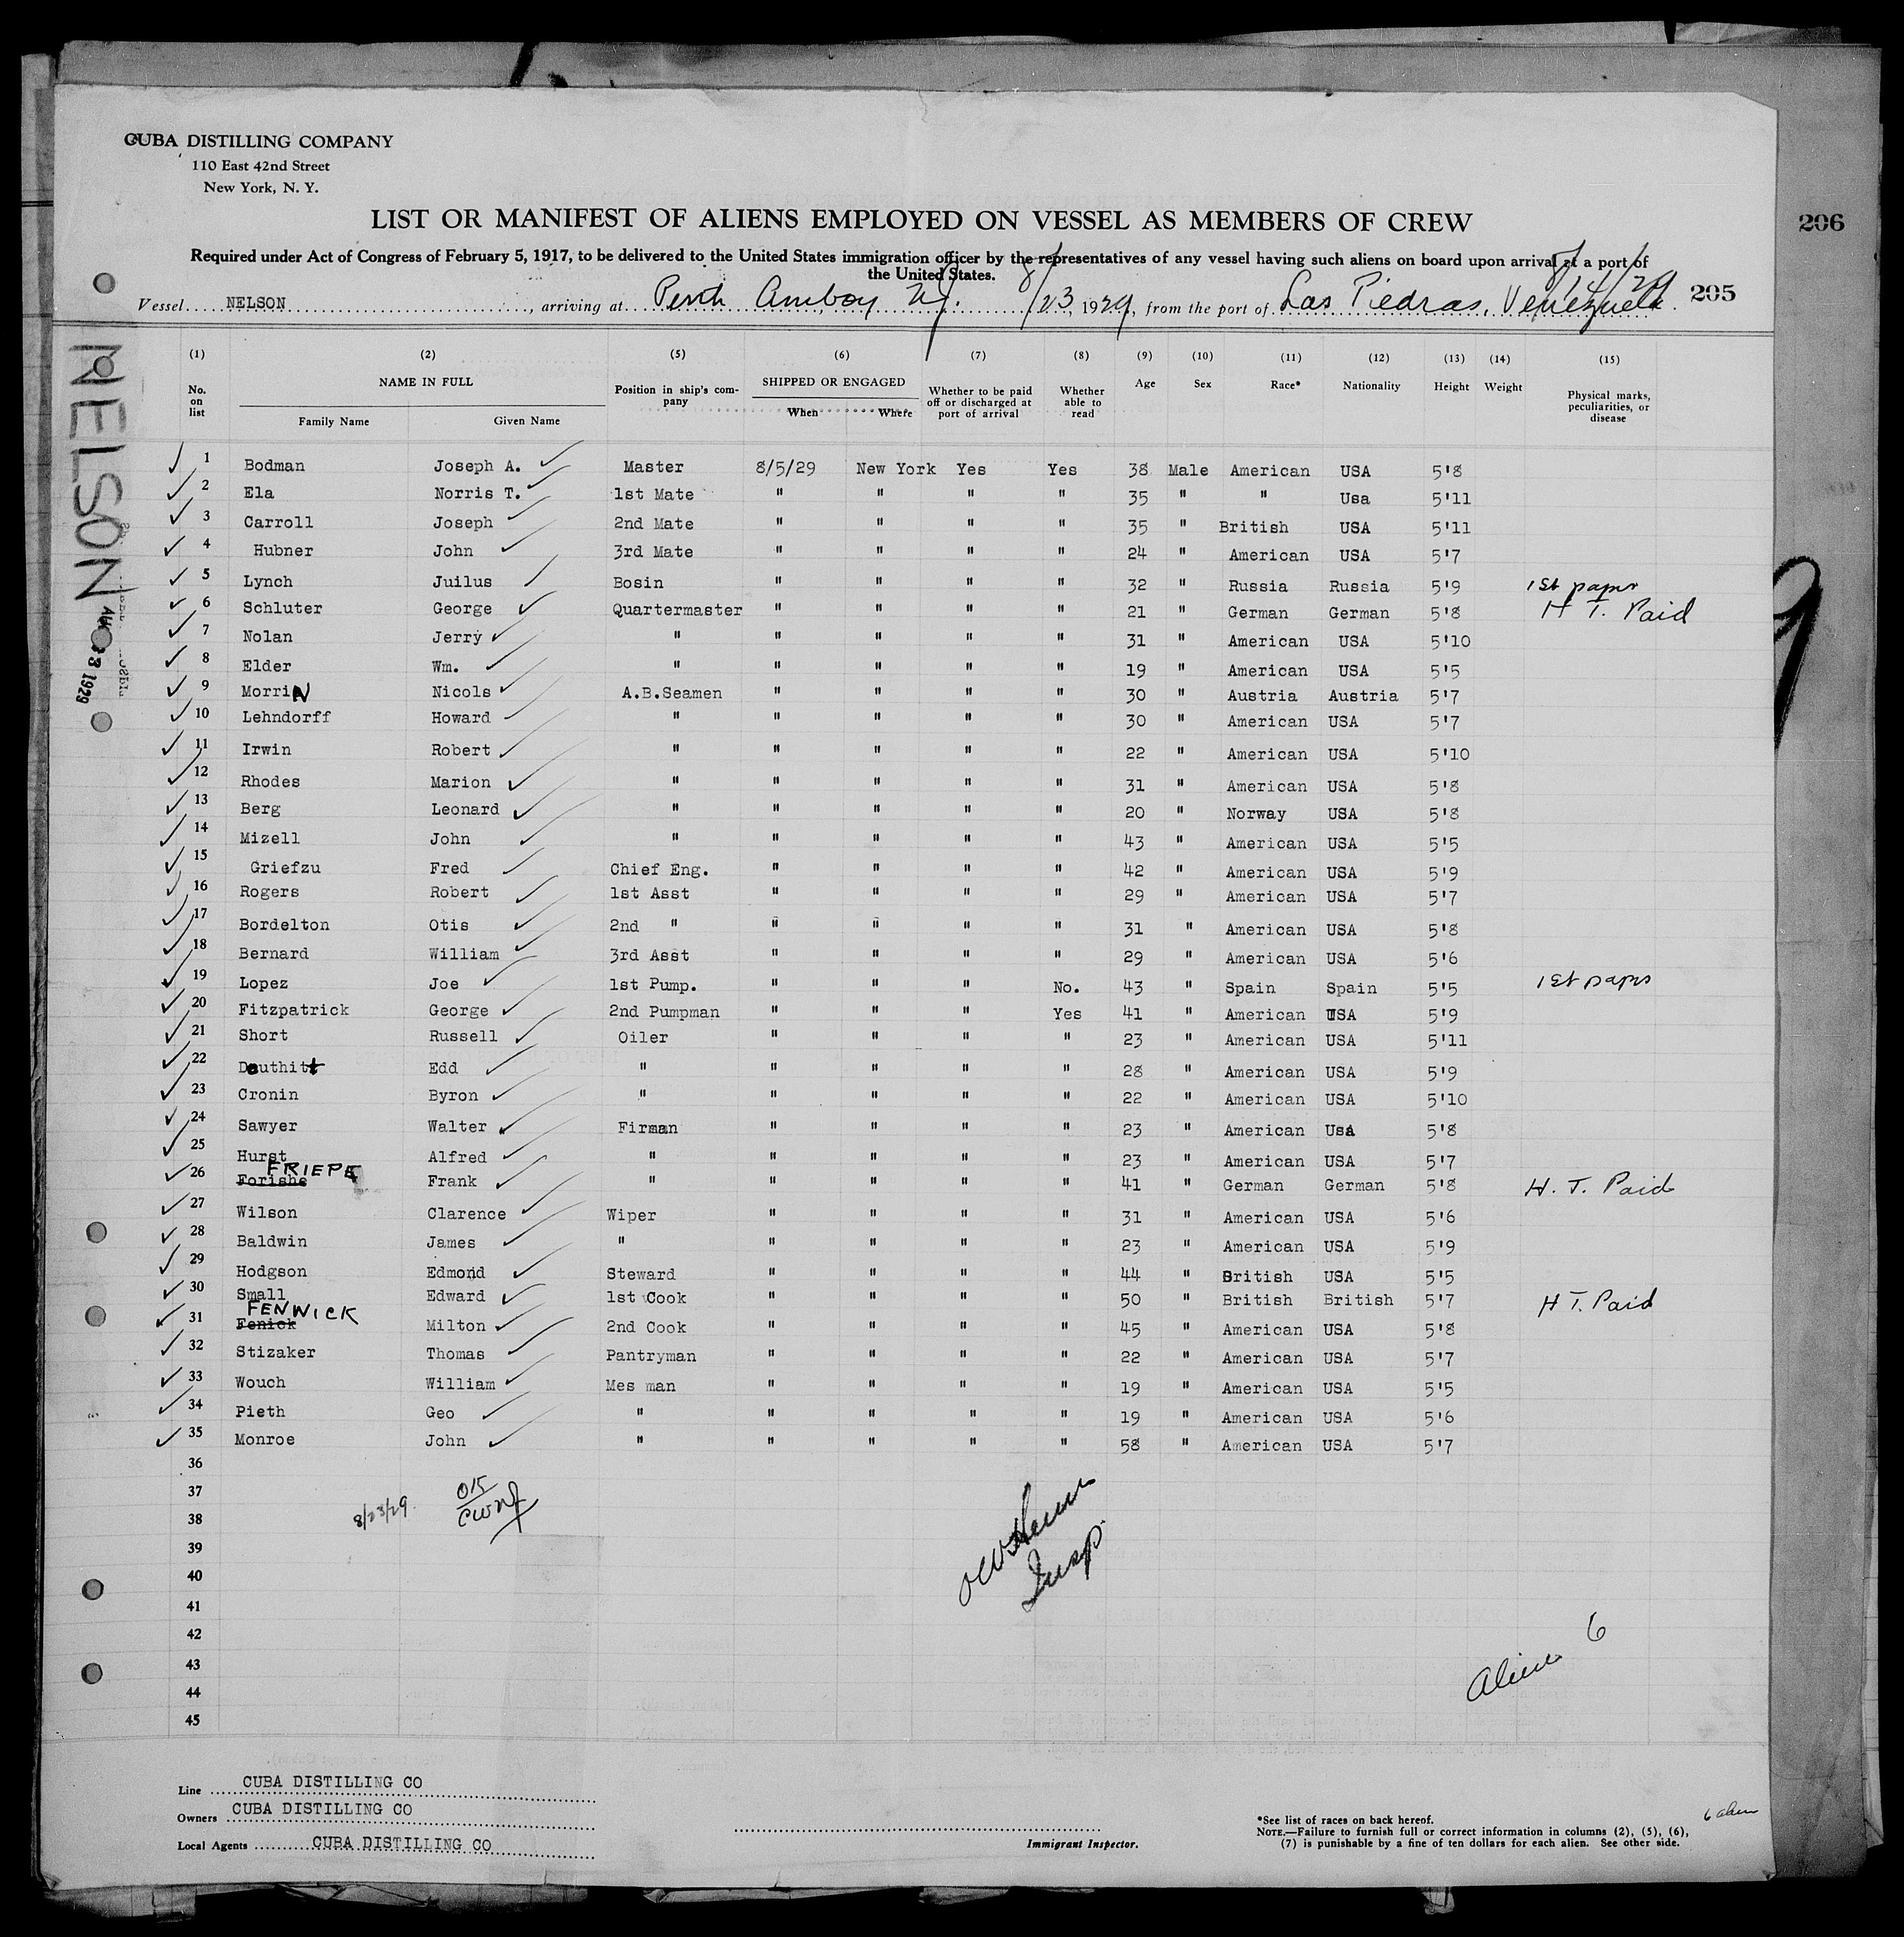 CUBA DISTILLING COMPANY
110 East 42nd Street
New York, N. Y.
LIST OR MANIFEST OF ALIENS EMPLOYED ON VESSEL AS MEMBERS OF CREW
206
Required under Act of Congress of February 5, 1917, to be delivered to the United States immigration officer by the representatives of any vessel having such aliens on board upon arrival at a port of
the United States.
8/14/29
Vessel NELSON, arriving at Perth Amboy NJ. 8/23, 1929, from the port of Las Piedras, Venezuela. 205
NELSON
1929
(1) (2) (5) (6) (7) (8) (9) (10) (11) (12) (13) (14) (15)
No. on list NAME IN FULL Family Name Given Name Position in ship's company SHIPPED OR ENGAGED When Where Whether to be paid off or discharged at port of arrival Whether able to read Age Sex Race* Nationality Height Weight Physical marks, peculiarities, or disease
1 Bodman Joseph A. Master 8/5/29 New York Yes Yes 38 Male American USA 5'8
2 Ela Norris T. 1st Mate " " " " 35 " " Usa 5'11
3 Carroll Joseph 2nd Mate " " " " 35 " British USA 5'11
4 Hubner John 3rd Mate " " " " 24 " American USA 5'7
5 Lynch Juilus Bosin " " " " 32 " Russia Russia 5'9 1st paper
6 Schluter George Quartermaster " " " " 21 " German German 5'8 H T. Paid
7 Nolan Jerry " " " " " 31 " American USA 5'10
8 Elder Wm. " " " " " 19 " American USA 5'5
9 MorriN Nicols A.B.Seamen " " " " 30 " Austria Austria 5'7
10 Lehndorff Howard " " " " " 30 " American USA 5'7
11 Irwin Robert " " " " " 22 " American USA 5'10
12 Rhodes Marion " " " " " 31 " American USA 5'8
13 Berg Leonard " " " " " 20 " Norway USA 5'8
14 Mizell John " " " " " 43 " American USA 5'5
15 Griefzu Fred Chief Eng. " " " " 42 " American USA 5'9
16 Rogers Robert 1st Asst " " " " 29 " American USA 5'7
17 Bordelton Otis 2nd " " " " " 31 " American USA 5'8
18 Bernard William 3rd Asst " " " " 29 " American USA 5'6
19 Lopez Joe 1st Pump. " " " No. 43 " Spain Spain 5'5 1st paprs
20 Fitzpatrick George 2nd Pumpman " " " Yes 41 " American USA 5'9
21 Short Russell Oiler " " " " 23 " American USA 5'11
22 Douthitt Edd " " " " " 28 " American USA 5'9
23 Cronin Byron " " " " " 22 " American USA 5'10
24 Sawyer Walter Firman " " " " 23 " American Usa 5'8
25 Hurst Alfred " " " " " 23 " American USA 5'7
FRIEPE
26 Forishe Frank " " " " " 41 " German German 5'8 H. T. Paid
27 Wilson Clarence Wiper " " " " 31 " American USA 5'6
28 Baldwin James " " " " " 23 " American USA 5'9
29 Hodgson Edmond Steward " " " " 44 " British USA 5'5
30 Small Edward 1st Cook " " " " 50 " British British 5'7 H T. Paid
FENWICK
31 Fenick Milton 2nd Cook " " " " 45 " American USA 5'8
32 Stizaker Thomas Pantryman " " " " 22 " American USA 5'7
33 Wouch William Mes man " " " " 19 " American USA 5'5
34 Pieth Geo " " " " " 19 " American USA 5'6
35 Monroe John " " " " " 58 " American USA 5'7
36
37
38 8/23/29
39
40 Insp.
41
42
43 Alien 6
44
45
Line CUBA DISTILLING CO
Owners CUBA DISTILLING CO
Local Agents CUBA DISTILLING CO
Immigrant Inspector.
*See list of races on back hereof.
NOTE.—Failure to furnish full or correct information in columns (2), (5), (6),
(7) is punishable by a fine of ten dollars for each alien. See other side.
6 alien